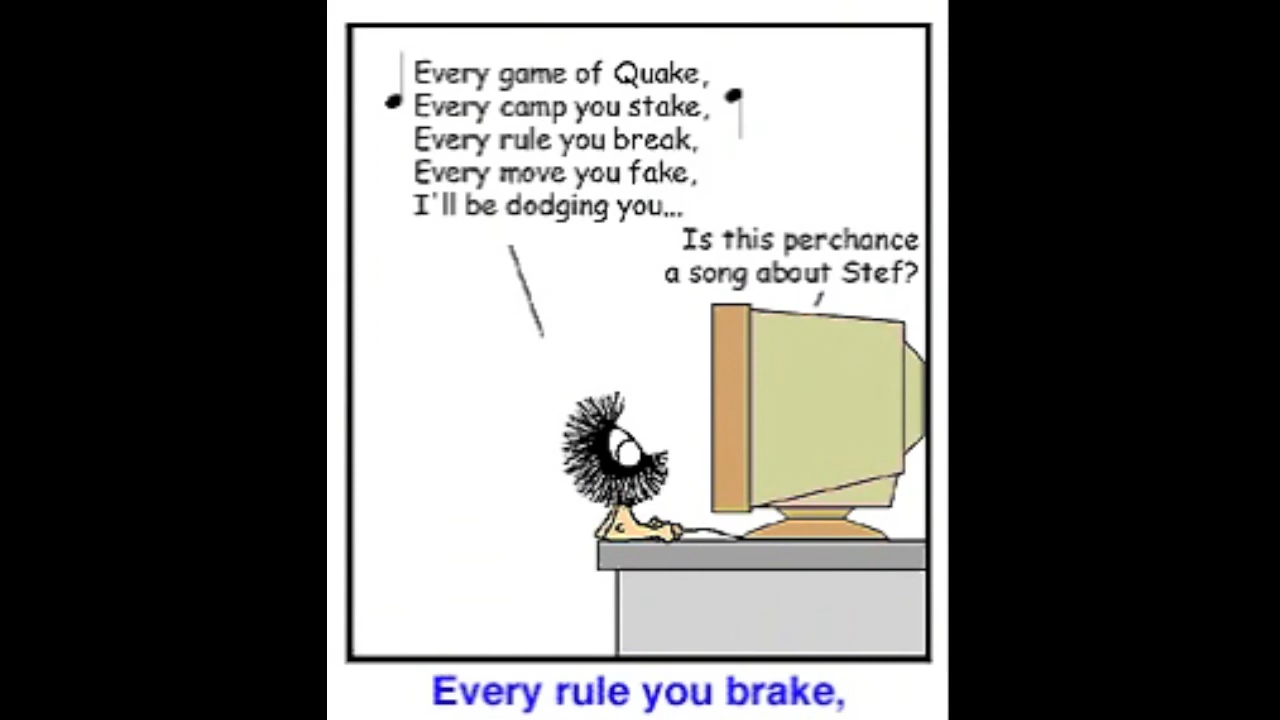 Every game of Quake,
Every camp you stake,
Every rule you break,
Every move you fake,
I'll be dodging you...
Is this perchance
a song about Stef?
Every rule you brake,